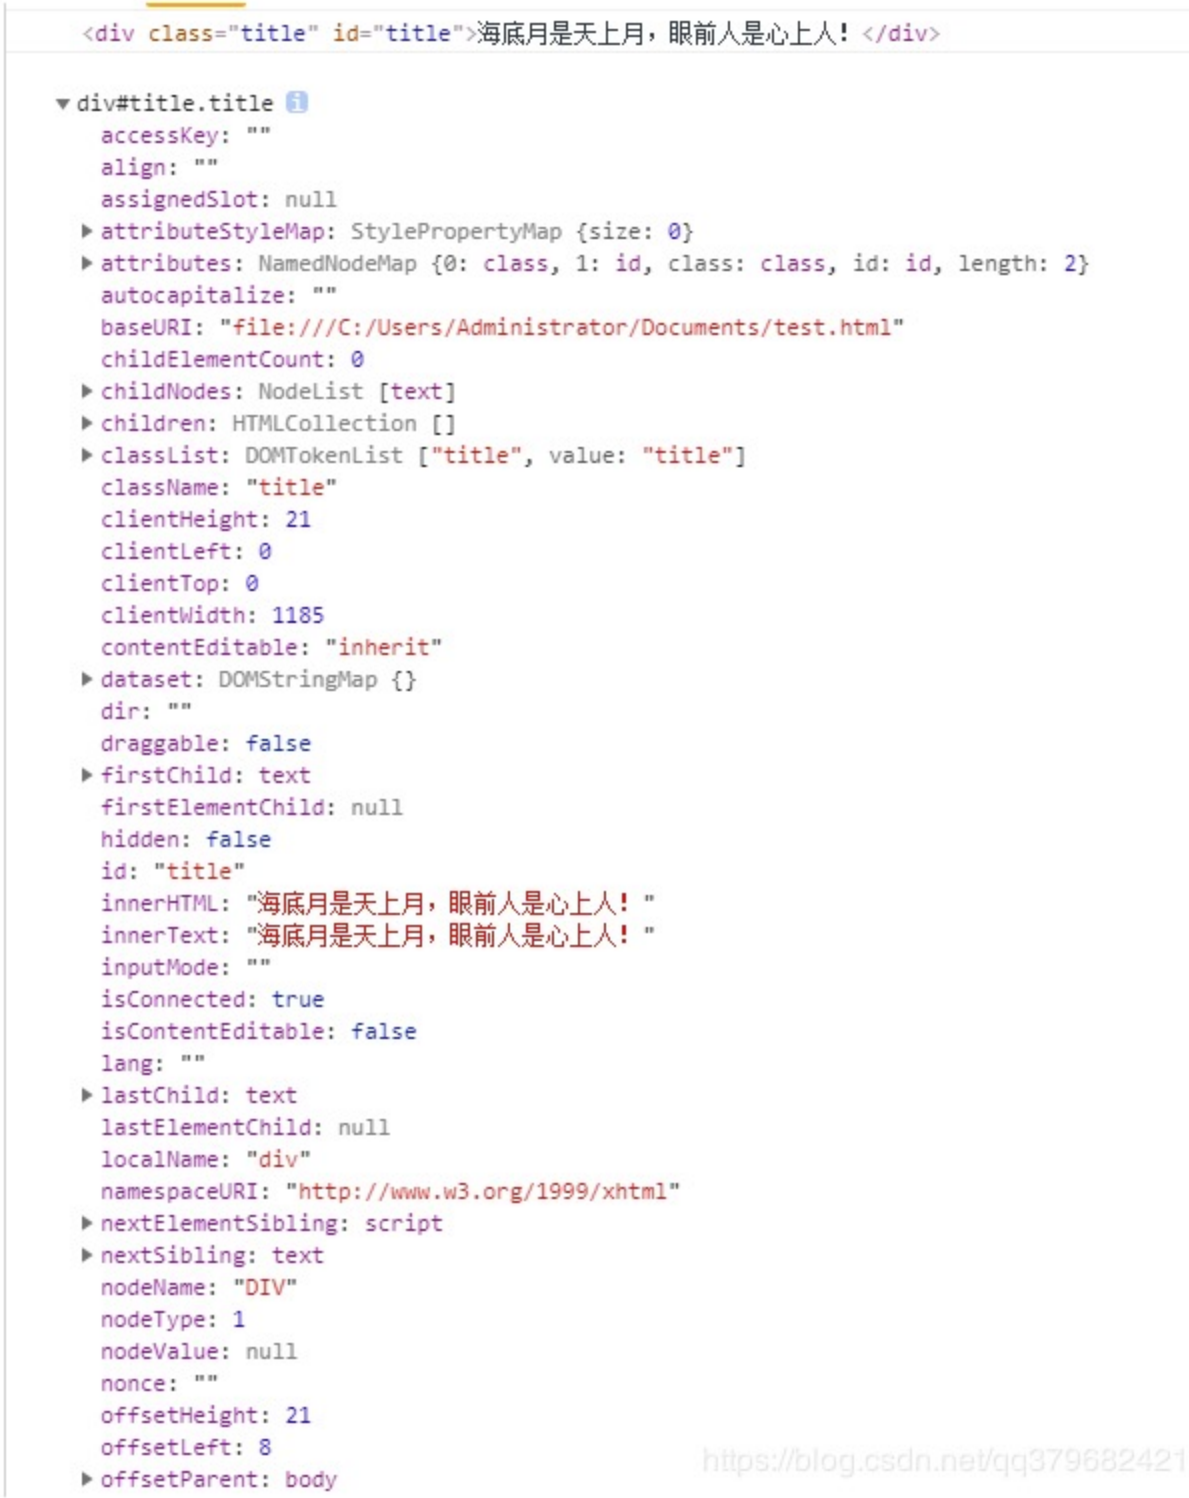 <div class="title" id="title">海底月是天上月，眼前人是心上人！</div>
div#title.title i
accessKey: ""
align: ""
assignedSlot: null
attributeStyleMap: StylePropertyMap {size: 0}
attributes: NamedNodeMap {0: class, 1: id, class: class, id: id, length: 2}
autocapitalize: ""
baseURI: "file:///C:/Users/Administrator/Documents/test.html"
childElementCount: 0
childNodes: NodeList [text]
children: HTMLCollection []
classList: DOMTokenList ["title", value: "title"]
className: "title"
clientHeight: 21
clientLeft: 0
clientTop: 0
clientWidth: 1185
contentEditable: "inherit"
dataset: DOMStringMap {}
dir: ""
draggable: false
firstChild: text
firstElementChild: null
hidden: false
id: "title"
innerHTML: "海底月是天上月，眼前人是心上人！"
innerText: "海底月是天上月，眼前人是心上人！"
inputMode: ""
isConnected: true
isContentEditable: false
lang: ""
lastChild: text
lastElementChild: null
localName: "div"
namespaceURI: "http://www.w3.org/1999/xhtml"
nextElementSibling: script
nextSibling: text
nodeName: "DIV"
nodeType: 1
nodeValue: null
nonce: ""
offsetHeight: 21
offsetLeft: 8
https://blog.csdn.net/qq379682421
offsetParent: body